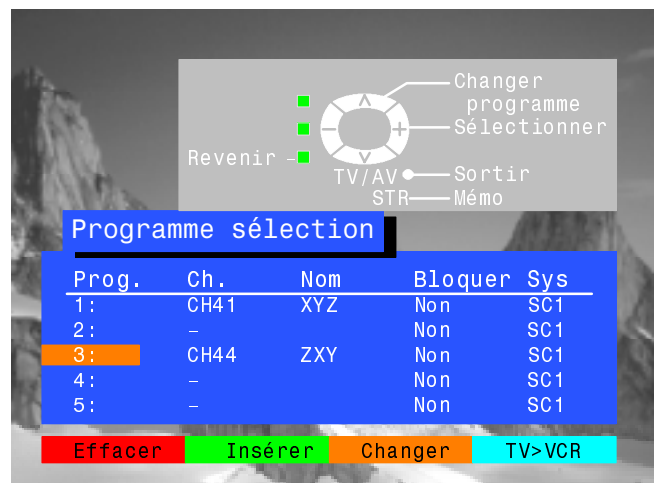 Changer
programme
Sélectionner
Revenir
TV/AV Sortir
STR Mémo
Programme sélection
Prog. Ch. Nom Bloquer Sys
1: CH41 XYZ Non SC1
2: – Non SC1
3: CH44 ZXY Non SC1
4: – Non SC1
5: – Non SC1
Effacer Insérer Changer TV>VCR